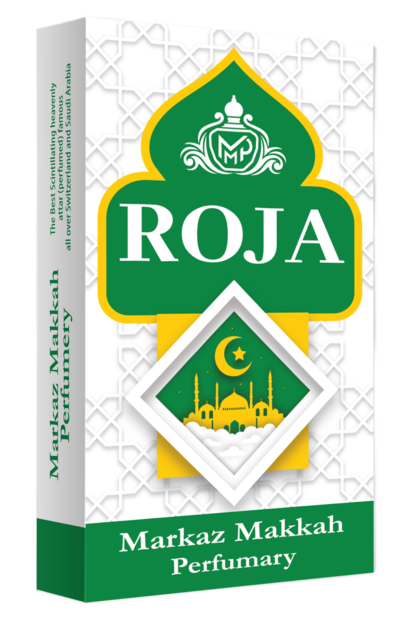 MMP
ROJA
Markaz Makkah
Perfumary
The Best Scintillating heavenly
attar (perfumed) famous
all over Switzerland and Saudi Arabia
Markaz Makkah
Perfumery